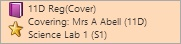 11D Reg(Cover)
Covering: Mrs A Abell (11D)
Science Lab 1 (S1)